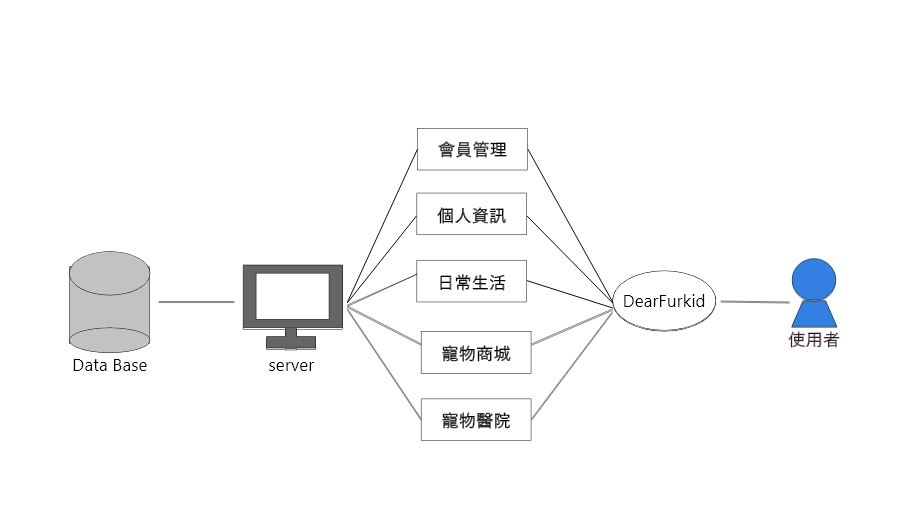 會員管理
個人資訊
日常生活
寵物商城
寵物醫院
Data Base
server
DearFurkid
使用者